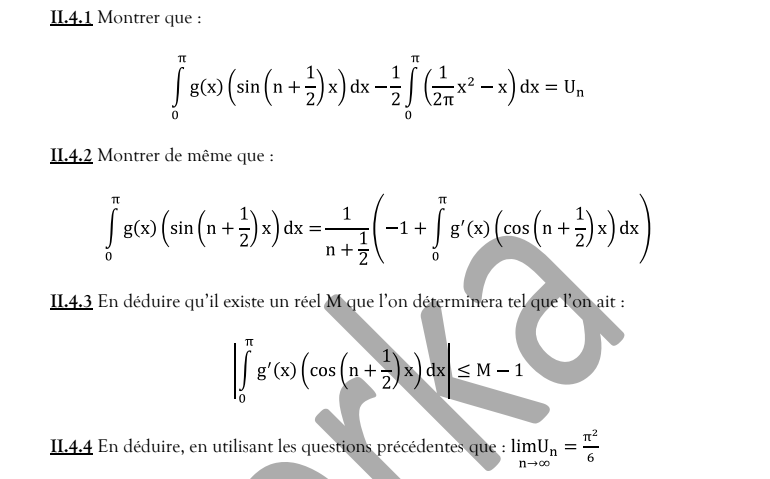 II.4.1 Montrer que :
∫₀^π g(x) (sin (n + 1/2) x) dx − 1/2 ∫₀^π (1/2π x² − x) dx = Uₙ
II.4.2 Montrer de même que :
∫₀^π g(x) (sin (n + 1/2) x) dx = 1/(n + 1/2) (−1 + ∫₀^π g′(x) (cos (n + 1/2) x) dx)
II.4.3 En déduire qu'il existe un réel M que l'on déterminera tel que l'on ait :
|∫₀^π g′(x) (cos (n + 1/2) x) dx| ≤ M − 1
II.4.4 En déduire, en utilisant les questions précédentes que : lim_{n→∞} Uₙ = π²/6